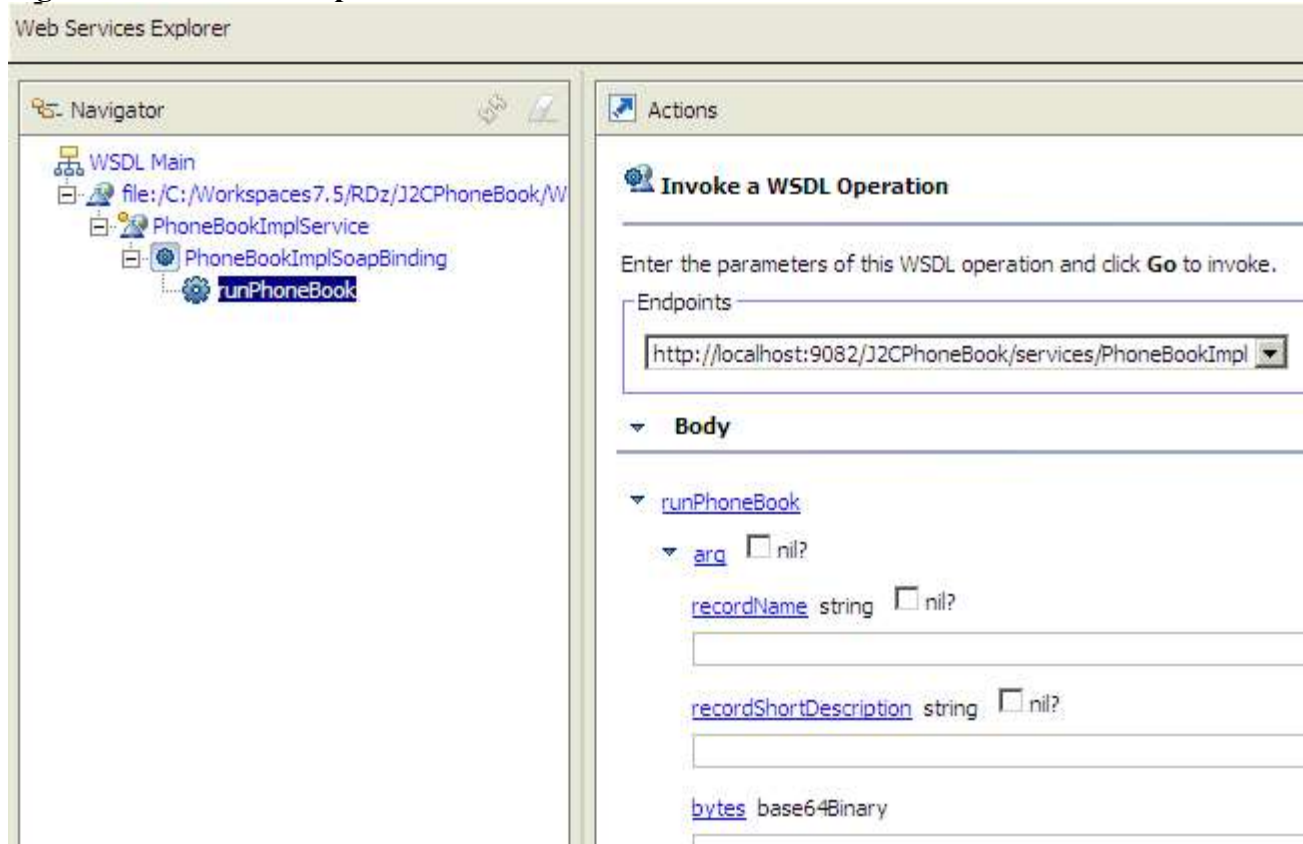 Web Services Explorer
Navigator
WSDL Main
file:/C:/Workspaces7.5/RDz/J2CPhoneBook/W
PhoneBookImplService
PhoneBookImplSoapBinding
runPhoneBook
Actions
Invoke a WSDL Operation
Enter the parameters of this WSDL operation and click Go to invoke.
Endpoints
http://localhost:9082/J2CPhoneBook/services/PhoneBookImpl
Body
runPhoneBook
arg nil?
recordName string nil?
recordShortDescription string nil?
bytes base64Binary